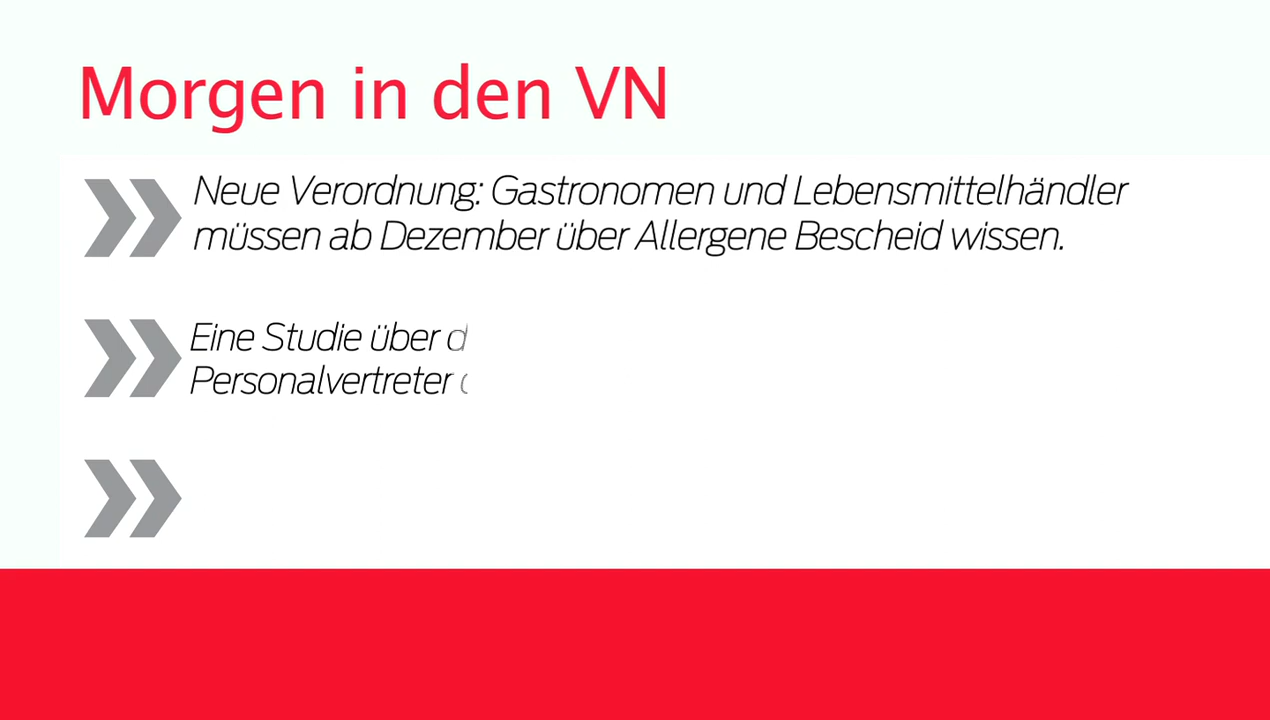 Morgen in den VN
Neue Verordnung: Gastronomen und Lebensmittelhändler
müssen ab Dezember über Allergene Bescheid wissen.
Eine Studie über
Personalvertreter